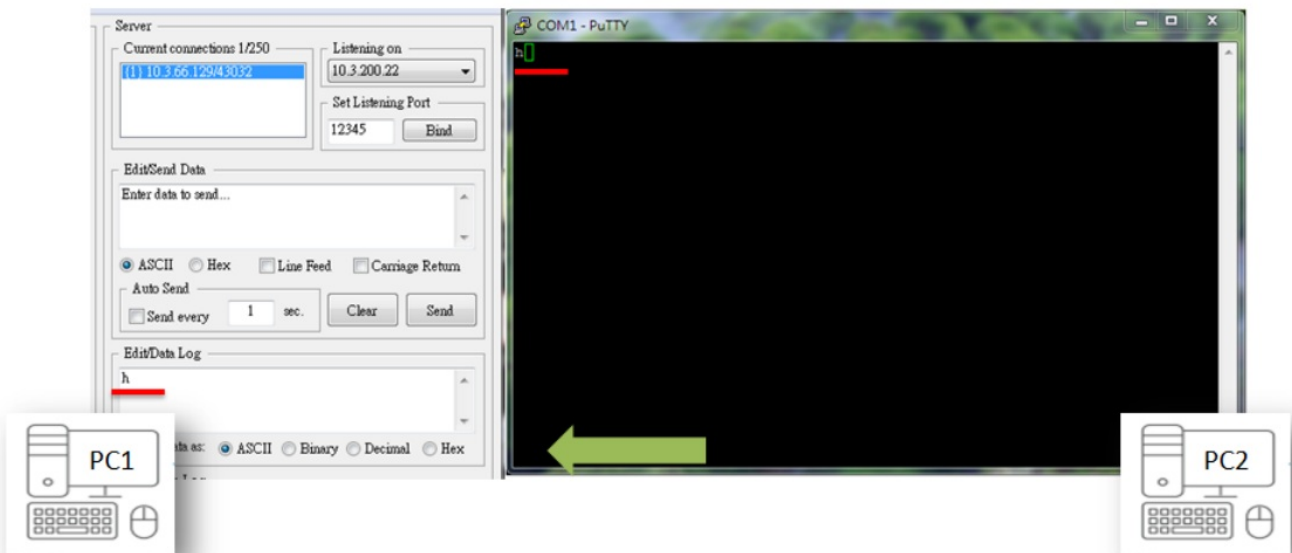 Server
Current connections 1/250
(1) 10.3.66.129/43032
Listening on
10.3.200.22
Set Listening Port
12345
Bind
Edit/Send Data
Enter data to send...
ASCII Hex Line Feed Carriage Return
Auto Send
Send every 1 sec.
Clear
Send
Edit/Data Log
h
as: ASCII Binary Decimal Hex
PC1
COM1 - PuTTY
h
PC2